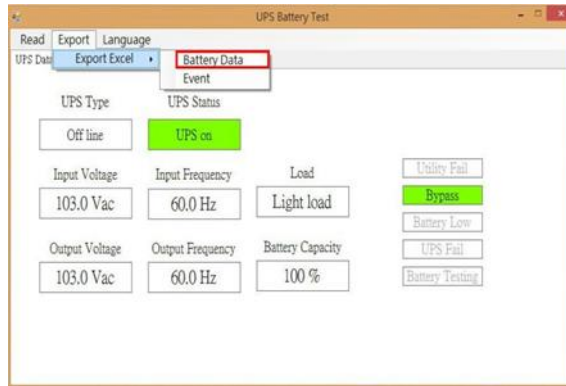 UPS Battery Test
Read Export Language
UPS Data Export Excel Battery Data
Event
UPS Type UPS Status
Off line UPS on
Input Voltage Input Frequency Load
103.0 Vac 60.0 Hz Light load
Output Voltage Output Frequency Battery Capacity
103.0 Vac 60.0 Hz 100 %
Utility Fail
Bypass
Battery Low
UPS Fail
Battery Testing